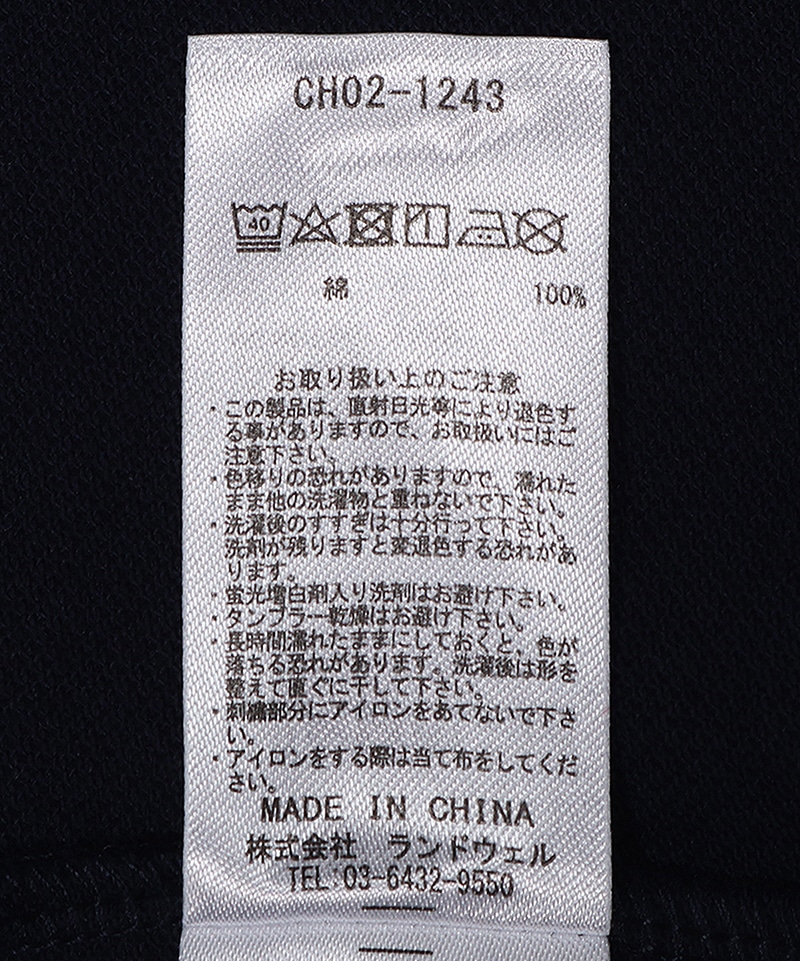 CH02-1243
40
綿 100%
お取り扱い上のご注意
・この製品は、直射日光等により退色す
る事がありますので、お取扱いにはご
注意下さい。
・色移りの恐れがありますので、濡れた
まま他の洗濯物と重ねないで下さい。
・洗濯後のすすぎは十分行って下さい。
洗剤が残りますと変退色する恐れがあ
ります。
・蛍光増白剤入り洗剤はお避け下さい。
・タンブラー乾燥はお避け下さい。
・長時間濡れたままにしておくと、色が
落ちる恐れがあります。洗濯後は形を
整えて直ぐに干して下さい。
・刺繍部分にアイロンをあてないで下さ
い。
・アイロンをする際は当て布をしてくだ
さい。
MADE IN CHINA
株式会社 ランドウェル
TEL:03-6432-9550